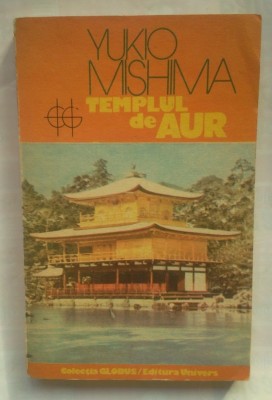 YUKIO
MISHIMA
TEMPLUL
de AUR
Colecția GLOBUS / Editura Univers